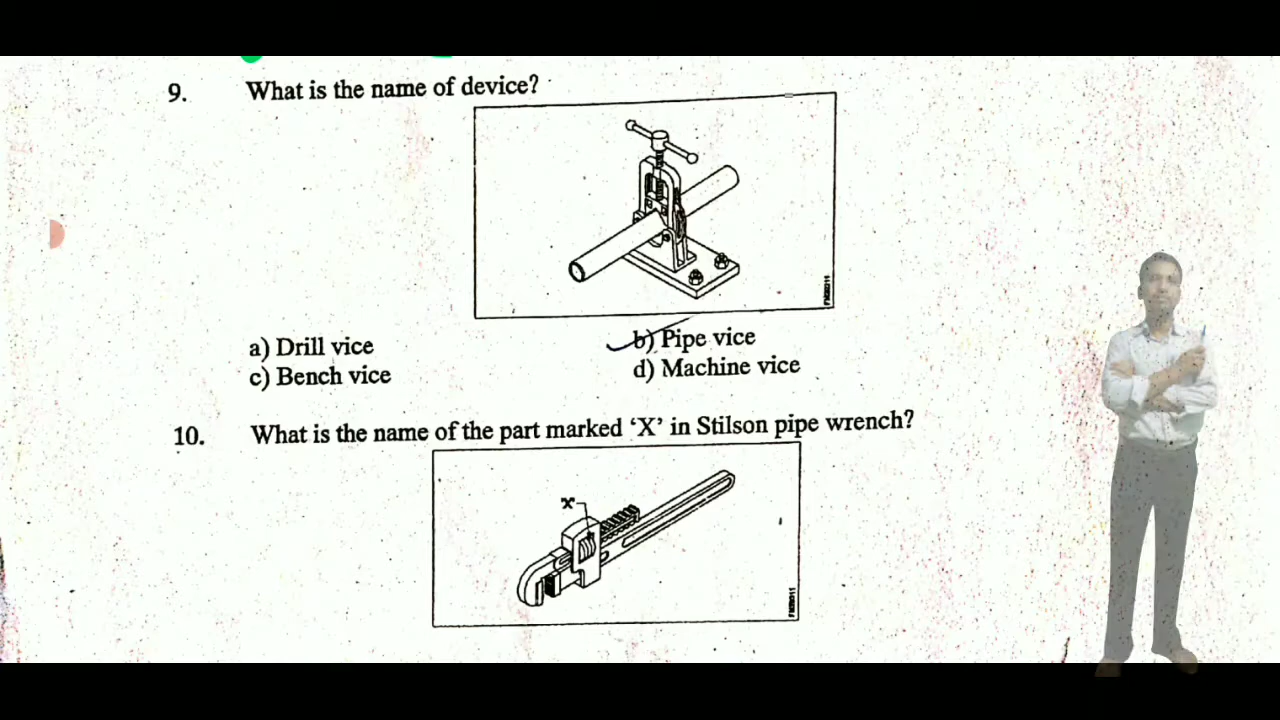 9. What is the name of device?
a) Drill vice
b) Pipe vice
c) Bench vice
d) Machine vice
10. What is the name of the part marked ‘X’ in Stilson pipe wrench?
'X'